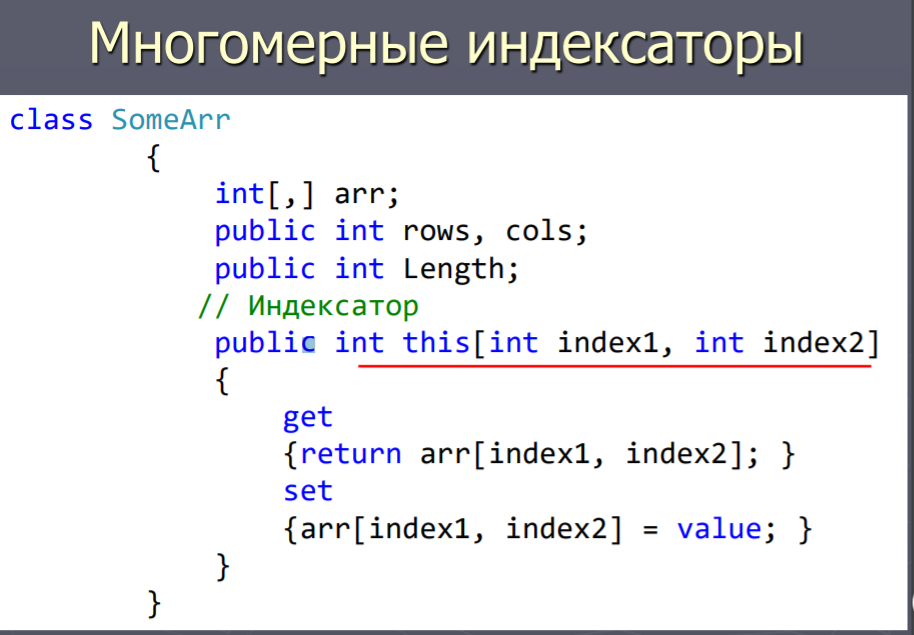 Многомерные индексаторы
class SomeArr
{
int[,] arr;
public int rows, cols;
public int Length;
// Индексатор
public int this[int index1, int index2]
{
get
{return arr[index1, index2]; }
set
{arr[index1, index2] = value; }
}
}